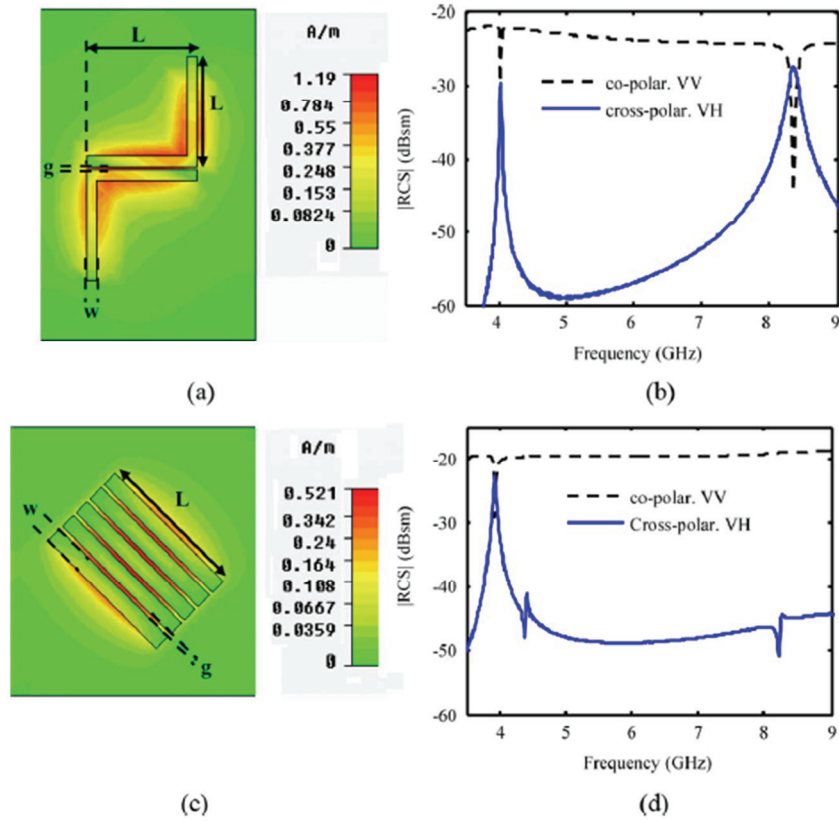 L
L
g
w
A/m
1.19
0.784
0.55
0.377
0.248
0.153
0.0824
0
(a)
-20
-30
-40
-50
-60
|RCS| (dBsm)
co-polar. VV
cross-polar. VH
4 5 6 7 8 9
Frequency (GHz)
(b)
w
L
g
A/m
0.521
0.342
0.24
0.164
0.108
0.0667
0.0359
0
(c)
-20
-30
-40
-50
-60
|RCS| (dBsm)
co-polar. VV
Cross-polar. VH
4 5 6 7 8 9
Frequency (GHz)
(d)